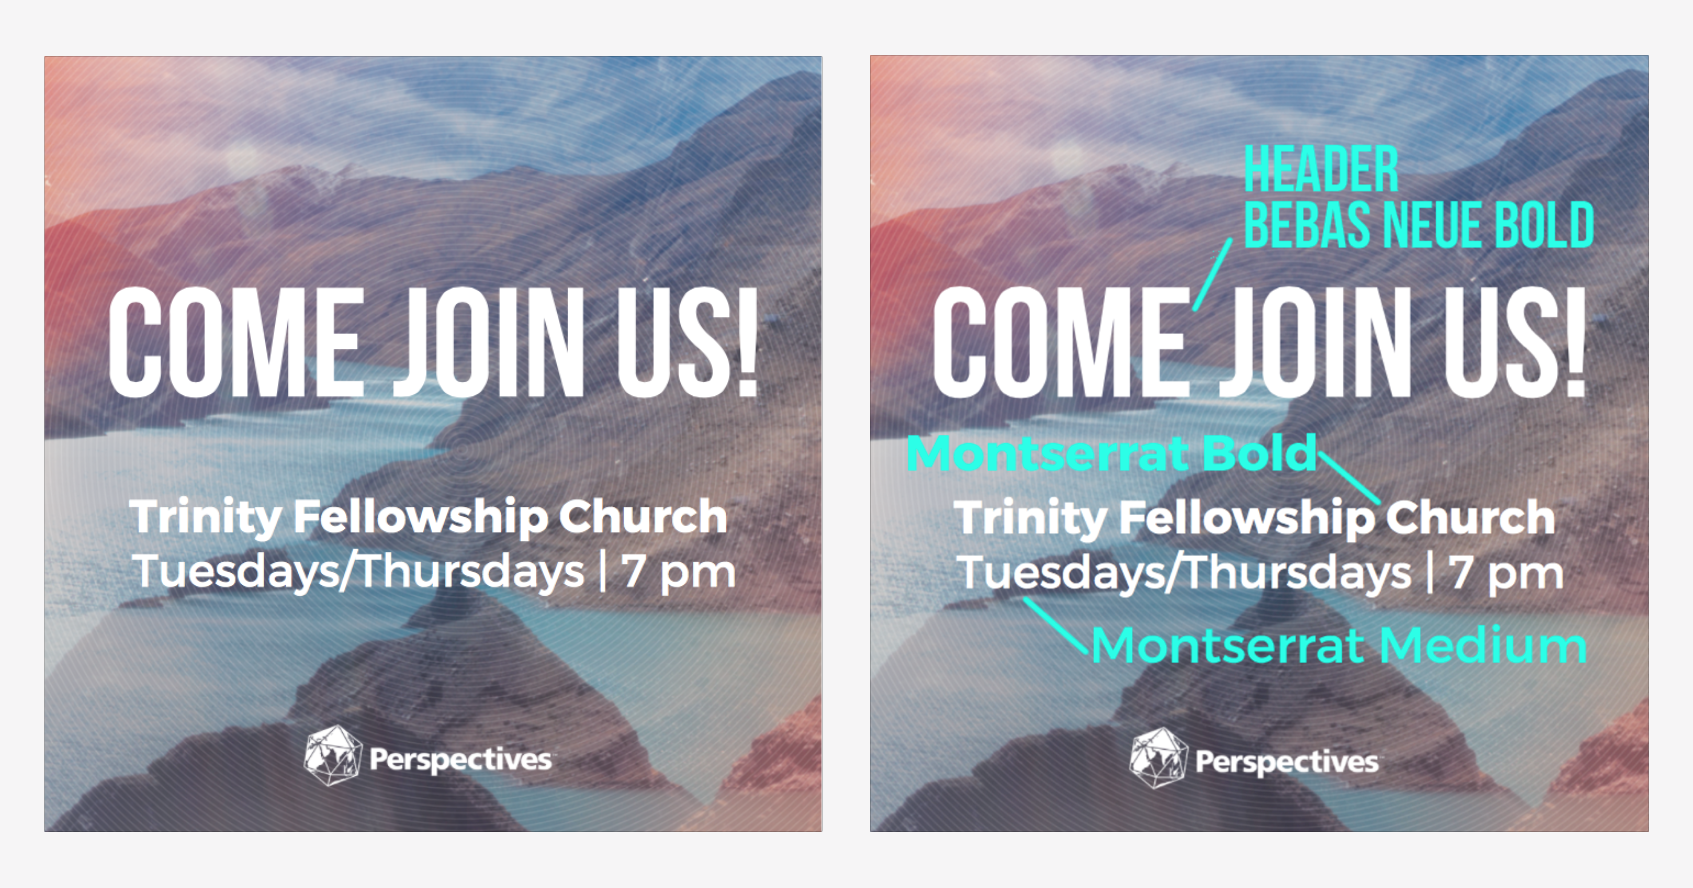 COME JOIN US!
Trinity Fellowship Church
Tuesdays/Thursdays | 7 pm
Perspectives
HEADER
BEBAS NEUE BOLD
COME JOIN US!
Montserrat Bold
Trinity Fellowship Church
Tuesdays/Thursdays | 7 pm
Montserrat Medium
Perspectives